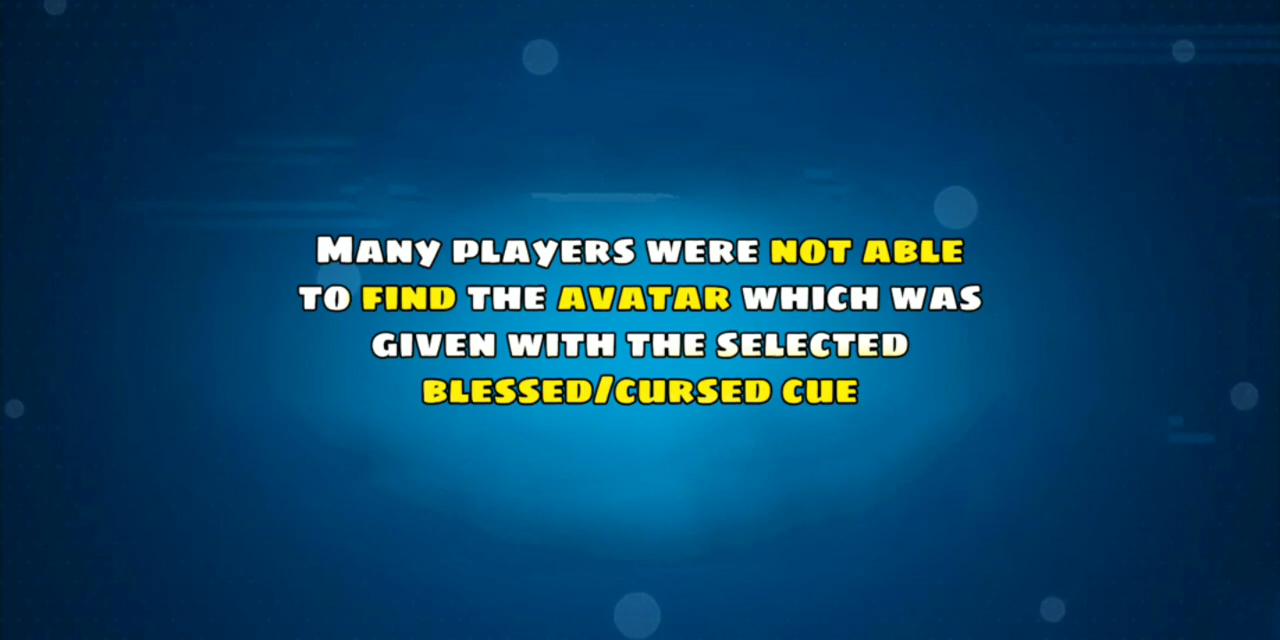 Many players were not able
to find the avatar which was
given with the selected
blessed/cursed cue